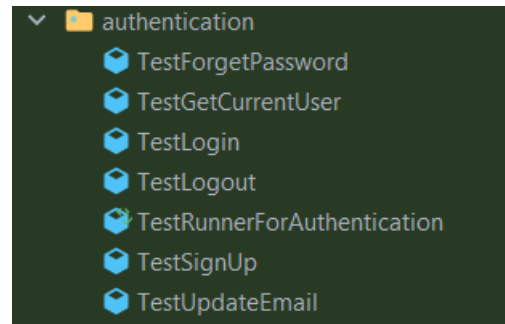 authentication
TestForgetPassword
TestGetCurrentUser
TestLogin
TestLogout
TestRunnerForAuthentication
TestSignUp
TestUpdateEmail